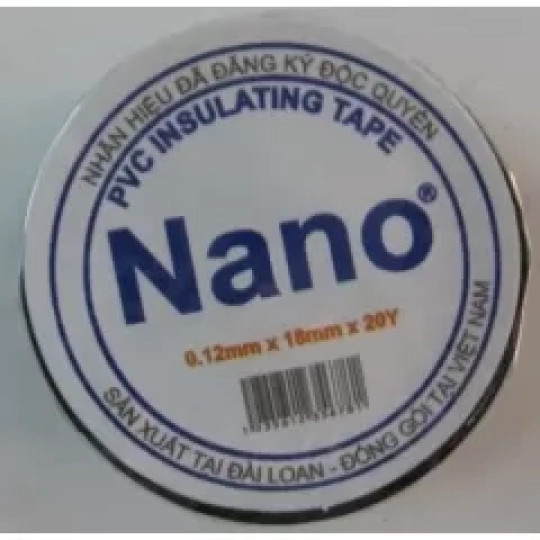 NHÃN HIỆU ĐÃ ĐĂNG KÝ ĐỘC QUYỀN
PVC INSULATING TAPE
Nano®
0.12mm x 18mm x 20Y
SẢN XUẤT TẠI ĐÀI LOAN - ĐÓNG GÓI TẠI VIỆT NAM